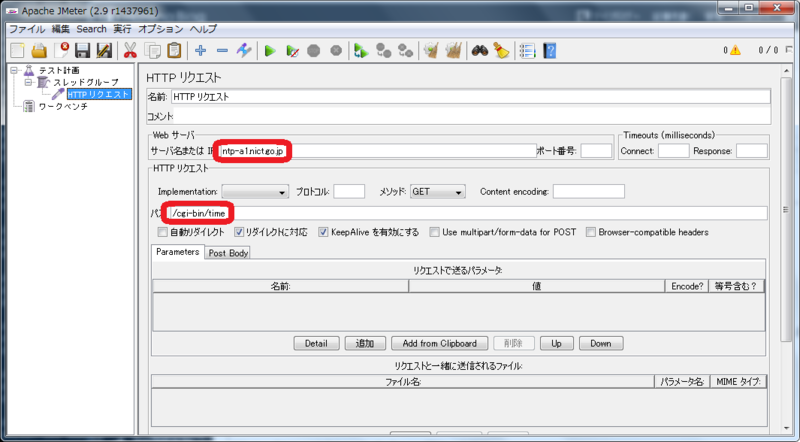 Apache JMeter (2.9 r1437961)
ファイル 編集 Search 実行 オプション ヘルプ
0 0 / 0
テスト計画
スレッドグループ
HTTP リクエスト
ワークベンチ
HTTP リクエスト
名前: HTTP リクエスト
コメント
Web サーバ
サーバ名または IP ntp-a1.nict.go.jp ポート番号:
Timeouts (milliseconds)
Connect: Response:
HTTP リクエスト
Implementation: プロトコル: メソッド: GET Content encoding:
パス /cgi-bin/time
自動リダイレクト リダイレクトに対応 KeepAlive を有効にする Use multipart/form-data for POST Browser-compatible headers
Parameters Post Body
リクエストで送るパラメータ:
名前: 値 Encode? 等号含む?
Detail 追加 Add from Clipboard 削除 Up Down
リクエストと一緒に送信されるファイル:
ファイル名: パラメータ名: MIME タイプ: